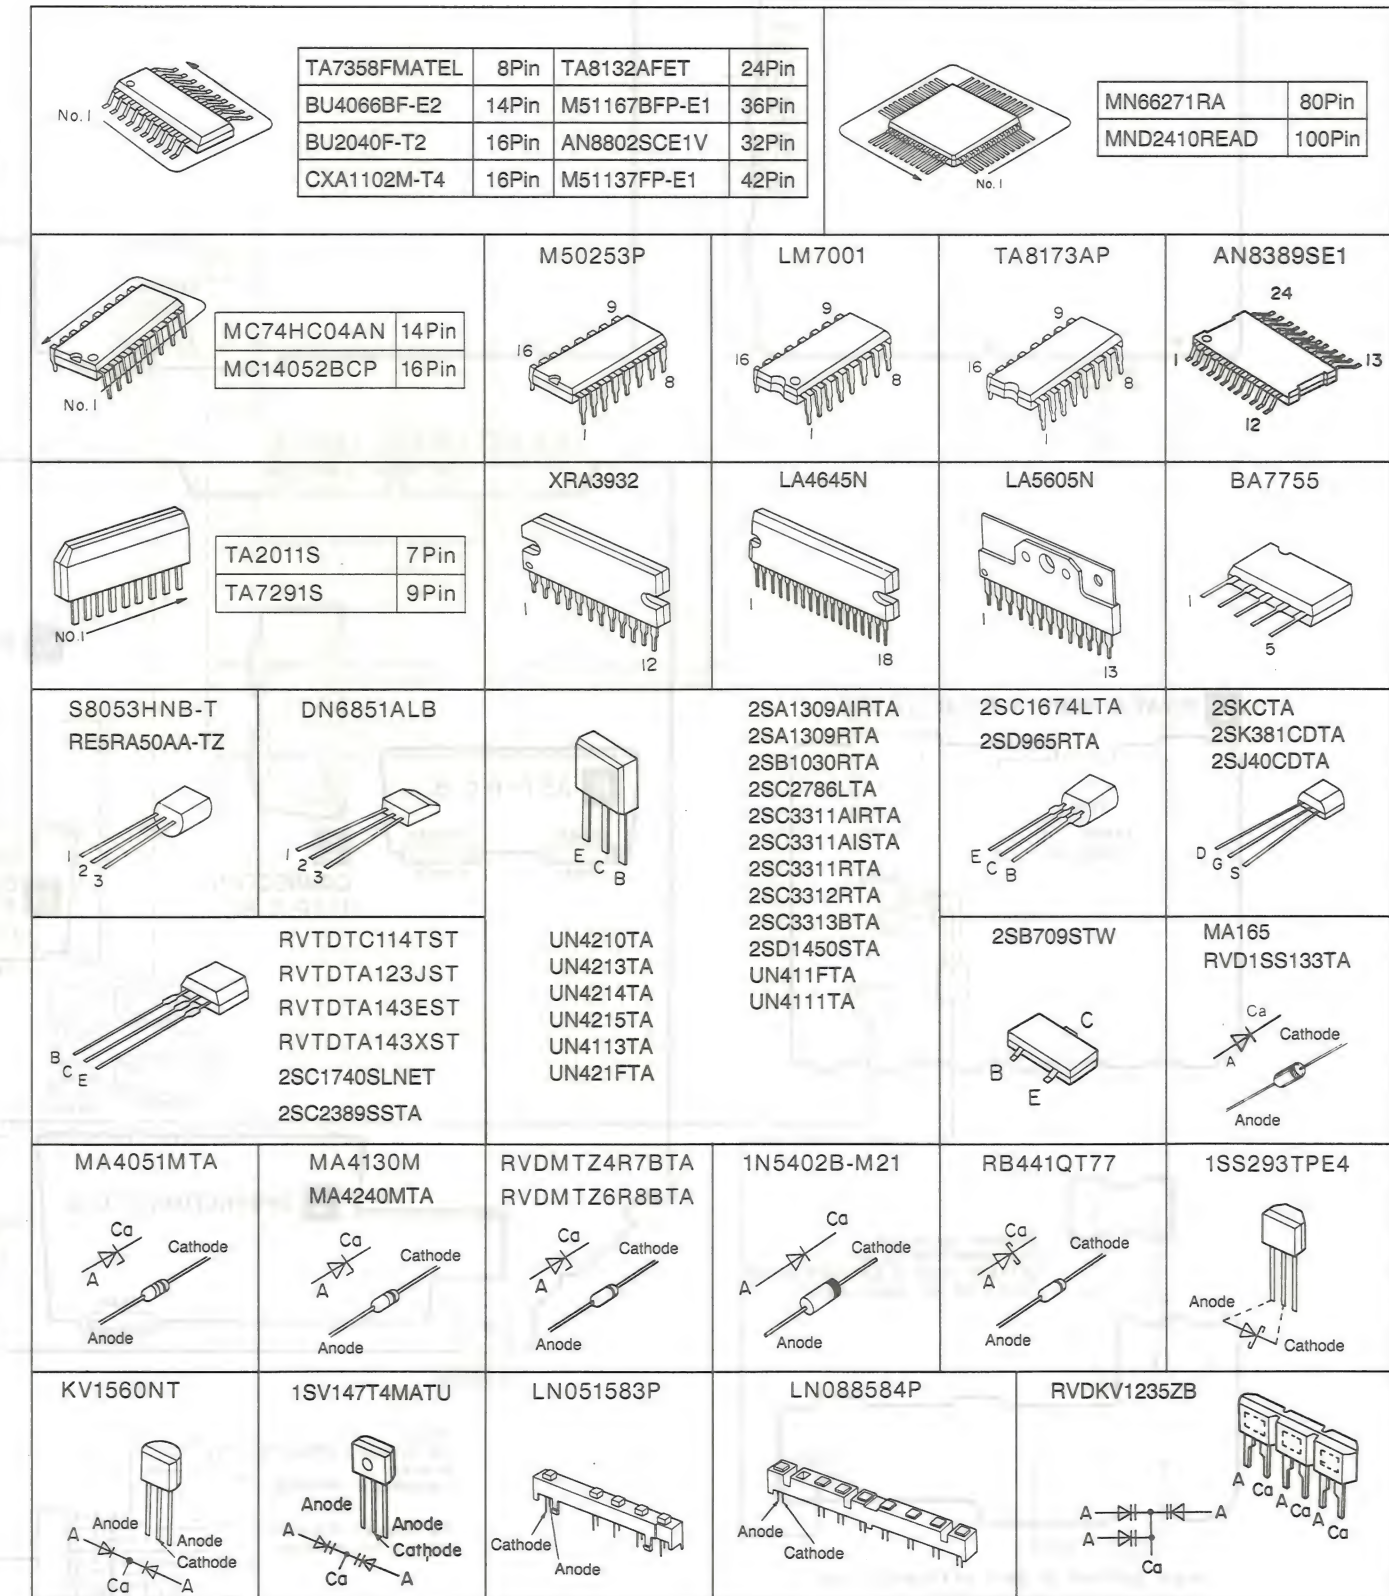 TA7358FMATEL 8Pin TA8132AFET 24Pin
BU4066BF-E2 14Pin M51167BFP-E1 36Pin
BU2040F-T2 16Pin AN8802SCE1V 32Pin
CXA1102M-T4 16Pin M51137FP-E1 42Pin
No.1
MN66271RA 80Pin
MND2410READ 100Pin
No.1
MC74HC04AN 14Pin
MC14052BCP 16Pin
No.1
M50253P
9
16
8
1
LM7001
9
16
8
1
TA8173AP
9
16
8
1
AN8389SE1
24
1
13
12
TA2011S 7Pin
TA7291S 9Pin
NO.1
XRA3932
1
12
LA4645N
1
18
LA5605N
1
13
BA7755
1
5
S8053HNB-T
RE5RA50AA-TZ
1
2
3
DN6851ALB
1
2
3
E
C
B
UN4210TA
UN4213TA
UN4214TA
UN4215TA
UN4113TA
UN421FTA
2SA1309AIRTA
2SA1309RTA
2SB1030RTA
2SC2786LTA
2SC3311AIRTA
2SC3311AISTA
2SC3311RTA
2SC3312RTA
2SC3313BTA
2SD1450STA
UN411FTA
UN4111TA
2SC1674LTA
2SD965RTA
E
C
B
2SKCTA
2SK381CDTA
2SJ40CDTA
D
G
S
RVTDTC114TST
RVTDTA123JST
RVTDTA143EST
RVTDTA143XST
2SC1740SLNET
2SC2389SSTA
B
C
E
2SB709STW
C
B
E
MA165
RVD1SS133TA
Ca
Cathode
A
Anode
MA4051MTA
Ca
Cathode
A
Anode
MA4130M
MA4240MTA
Ca
Cathode
A
Anode
RVDMTZ4R7BTA
RVDMTZ6R8BTA
Ca
Cathode
A
Anode
1N5402B-M21
Ca
Cathode
A
Anode
RB441QT77
Ca
Cathode
A
Anode
1SS293TPE4
Anode
Cathode
KV1560NT
Anode
A
Anode
Cathode
Ca
A
1SV147T4MATU
Anode
A
Anode
Cathode
Ca
A
LN051583P
Cathode
Anode
LN088584P
Anode
Cathode
RVDKV1235ZB
A
Ca
A
Ca
A
Ca
A
A
A
Ca